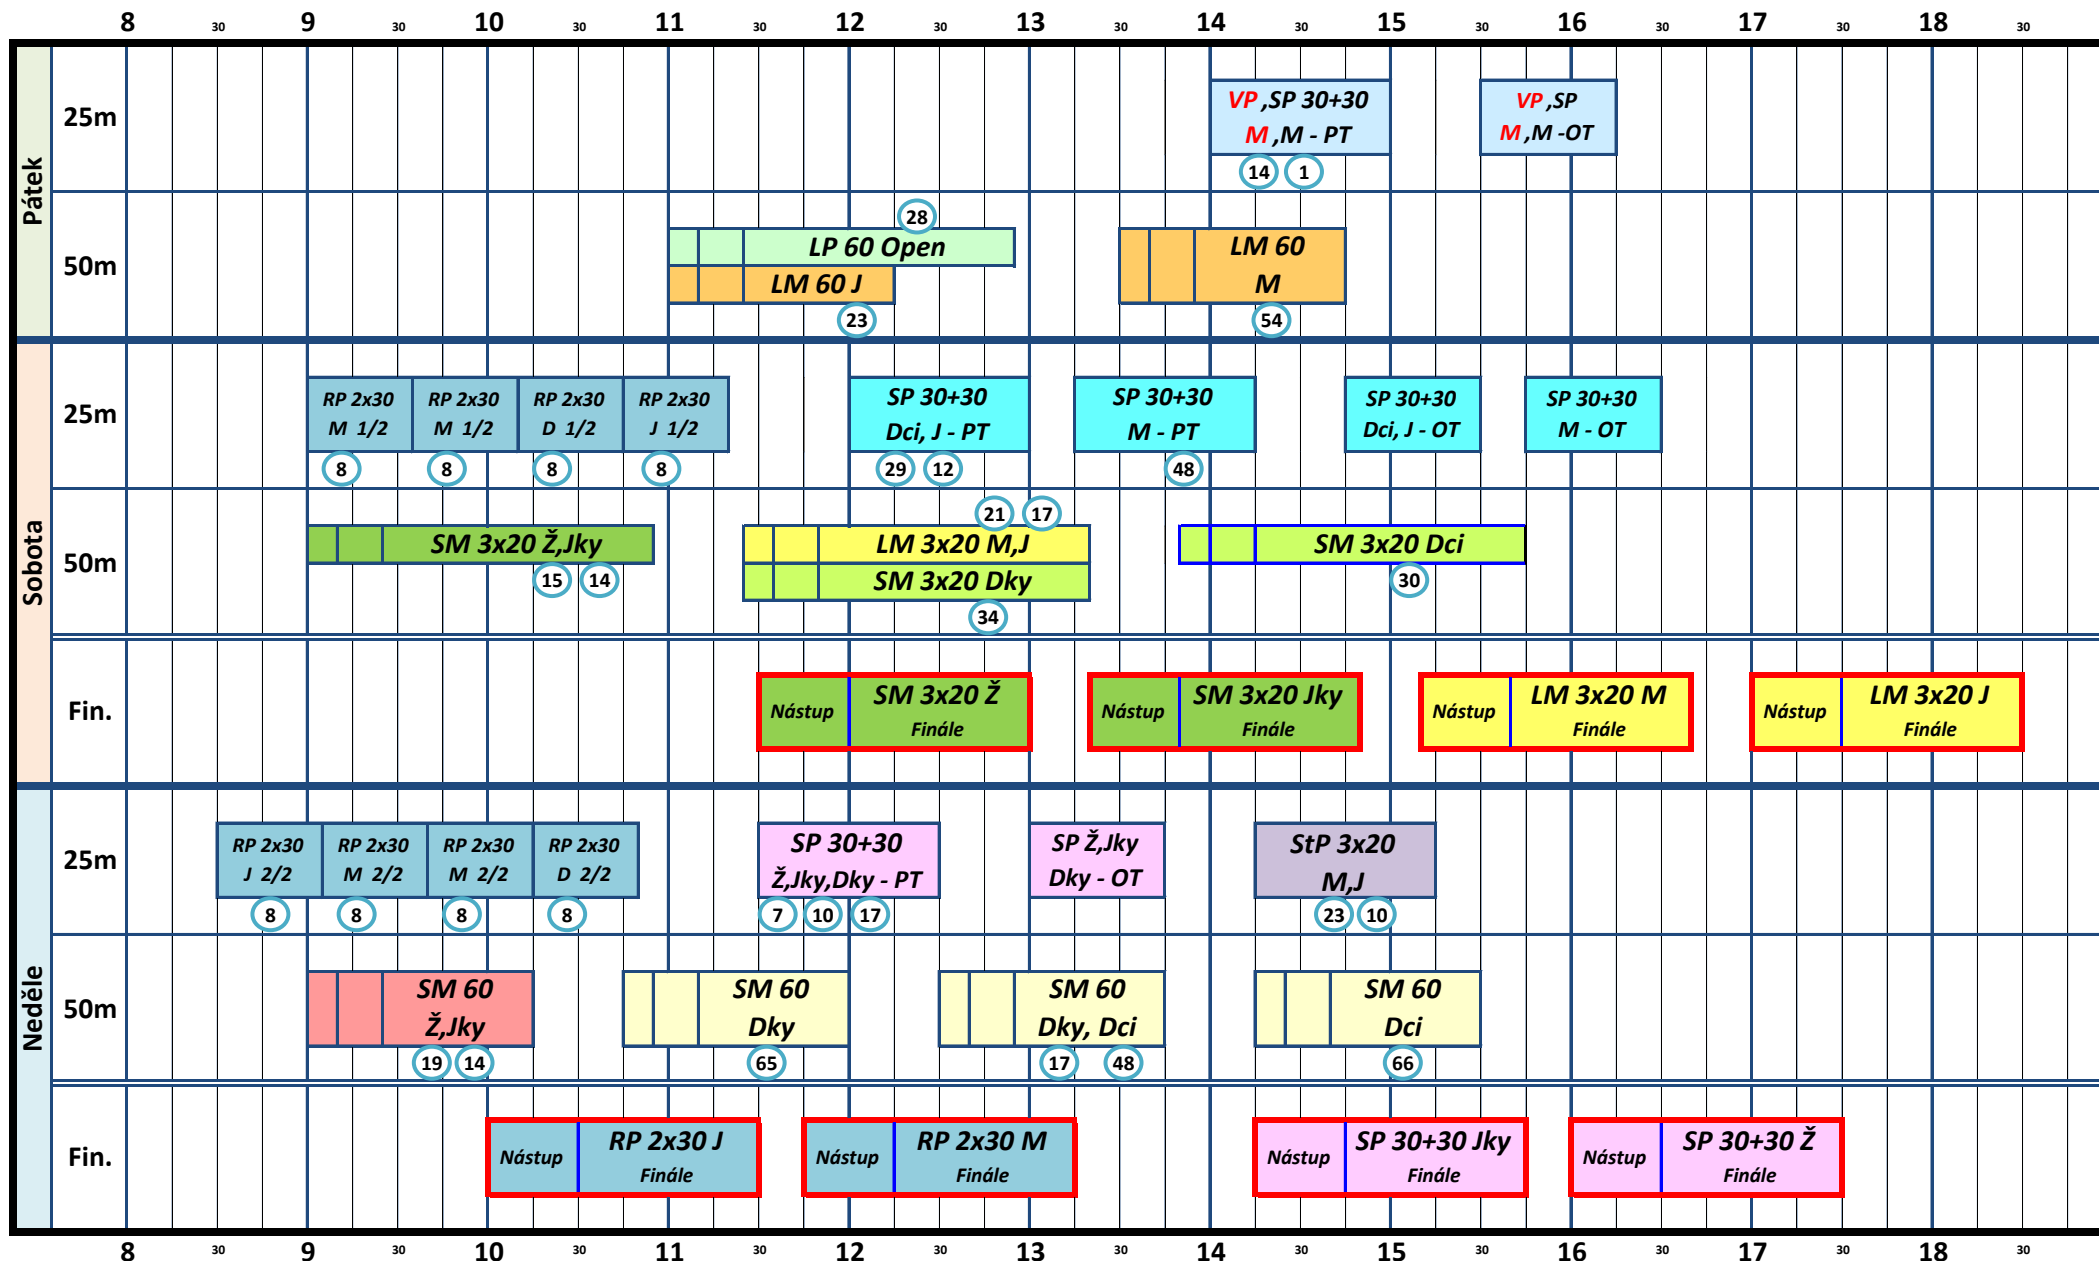 8 30 9 30 10 30 11 30 12 30 13 30 14 30 15 30 16 30 17 30 18 30
Pátek
25m
VP ,SP 30+30
M ,M - PT
14 1
VP ,SP
M ,M -OT
50m
28
LP 60 Open
LM 60 J
23
LM 60
M
54
Sobota
25m
RP 2x30
M 1/2
8
RP 2x30
M 1/2
8
RP 2x30
D 1/2
8
RP 2x30
J 1/2
8
SP 30+30
Dci, J - PT
29 12
SP 30+30
M - PT
48
SP 30+30
Dci, J - OT
SP 30+30
M - OT
50m
SM 3x20 Ž,Jky
15 14
21 17
LM 3x20 M,J
SM 3x20 Dky
34
SM 3x20 Dci
30
Fin.
Nástup
SM 3x20 Ž
Finále
Nástup
SM 3x20 Jky
Finále
Nástup
LM 3x20 M
Finále
Nástup
LM 3x20 J
Finále
Neděle
25m
RP 2x30
J 2/2
8
RP 2x30
M 2/2
8
RP 2x30
M 2/2
8
RP 2x30
D 2/2
8
SP 30+30
Ž,Jky,Dky - PT
7 10 17
SP Ž,Jky
Dky - OT
StP 3x20
M,J
23 10
50m
SM 60
Ž,Jky
19 14
SM 60
Dky
65
SM 60
Dky, Dci
17 48
SM 60
Dci
66
Fin.
Nástup
RP 2x30 J
Finále
Nástup
RP 2x30 M
Finále
Nástup
SP 30+30 Jky
Finále
Nástup
SP 30+30 Ž
Finále
8 30 9 30 10 30 11 30 12 30 13 30 14 30 15 30 16 30 17 30 18 30